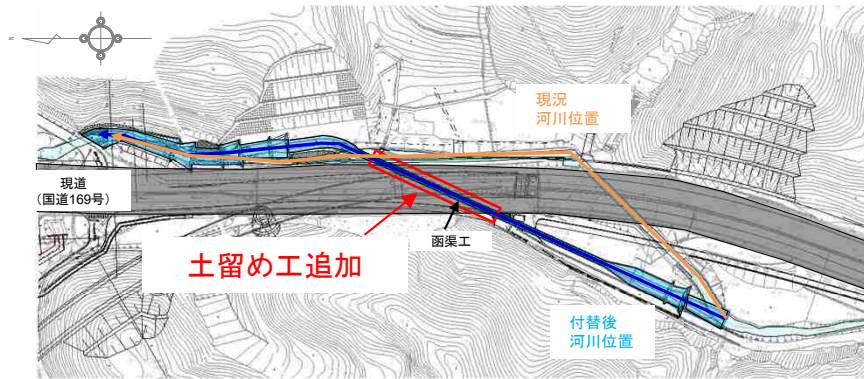 現況
河川位置
現道
(国道169号)
函渠工
土留め工追加
付替後
河川位置